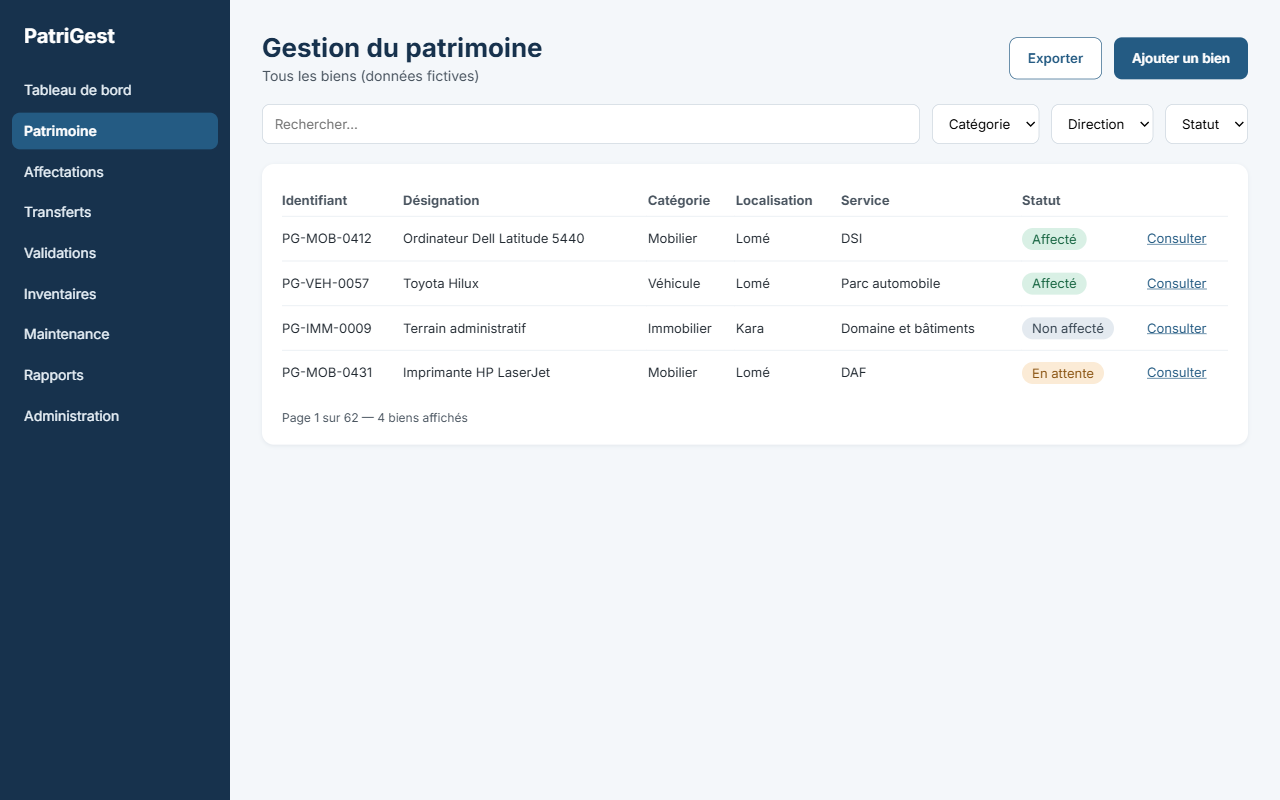 PatriGest
Tableau de bord
Patrimoine
Affectations
Transferts
Validations
Inventaires
Maintenance
Rapports
Administration
Gestion du patrimoine
Tous les biens (données fictives)
Exporter
Ajouter un bien
Rechercher...
Catégorie
Direction
Statut
Identifiant Désignation Catégorie Localisation Service Statut
PG-MOB-0412 Ordinateur Dell Latitude 5440 Mobilier Lomé DSI Affecté Consulter
PG-VEH-0057 Toyota Hilux Véhicule Lomé Parc automobile Affecté Consulter
PG-IMM-0009 Terrain administratif Immobilier Kara Domaine et bâtiments Non affecté Consulter
PG-MOB-0431 Imprimante HP LaserJet Mobilier Lomé DAF En attente Consulter
Page 1 sur 62 — 4 biens affichés